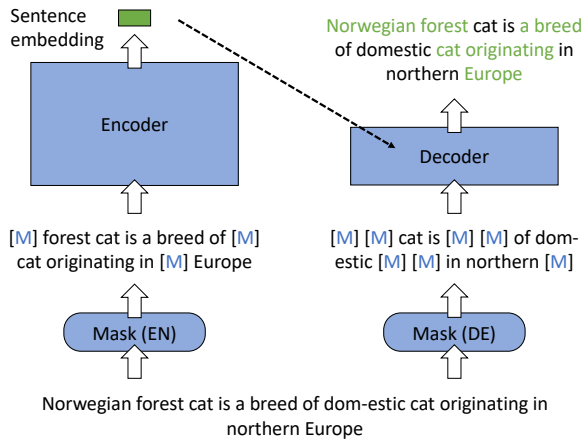 Sentence
embedding
Norwegian forest cat is a breed
of domestic cat originating in
northern Europe
Encoder
Decoder
[M] forest cat is a breed of [M]
cat originating in [M] Europe
[M] [M] cat is [M] [M] of dom-
estic [M] [M] in northern [M]
Mask (EN)
Mask (DE)
Norwegian forest cat is a breed of dom-estic cat originating in
northern Europe